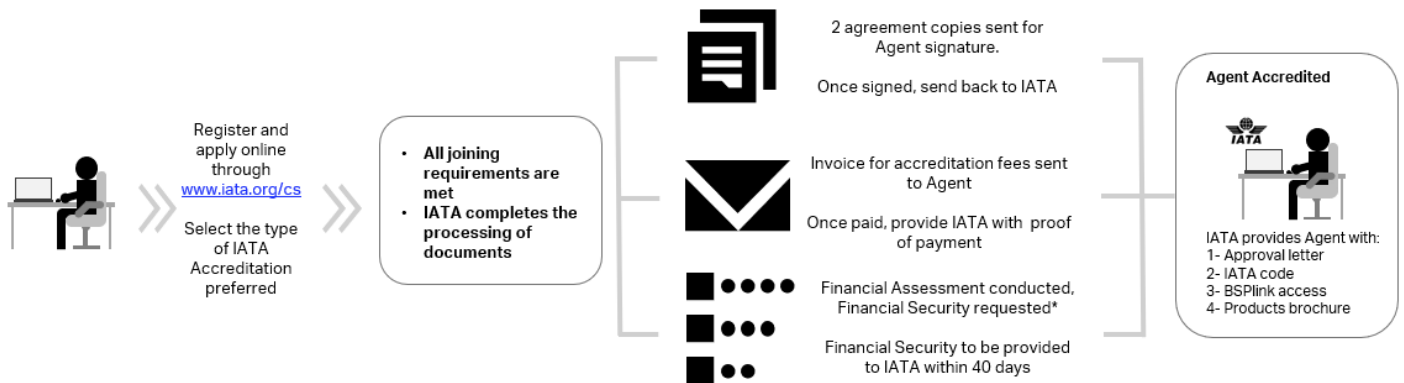 Register and
apply online
through
www.iata.org/cs
Select the type
of IATA
Accreditation
preferred
• All joining
requirements are
met
• IATA completes the
processing of
documents
2 agreement copies sent for
Agent signature.
Once signed, send back to IATA
Invoice for accreditation fees sent
to Agent
Once paid, provide IATA with proof
of payment
Financial Assessment conducted,
Financial Security requested*
Financial Security to be provided
to IATA within 40 days
Agent Accredited
IATA
IATA provides Agent with:
1- Approval letter
2- IATA code
3- BSPlink access
4- Products brochure